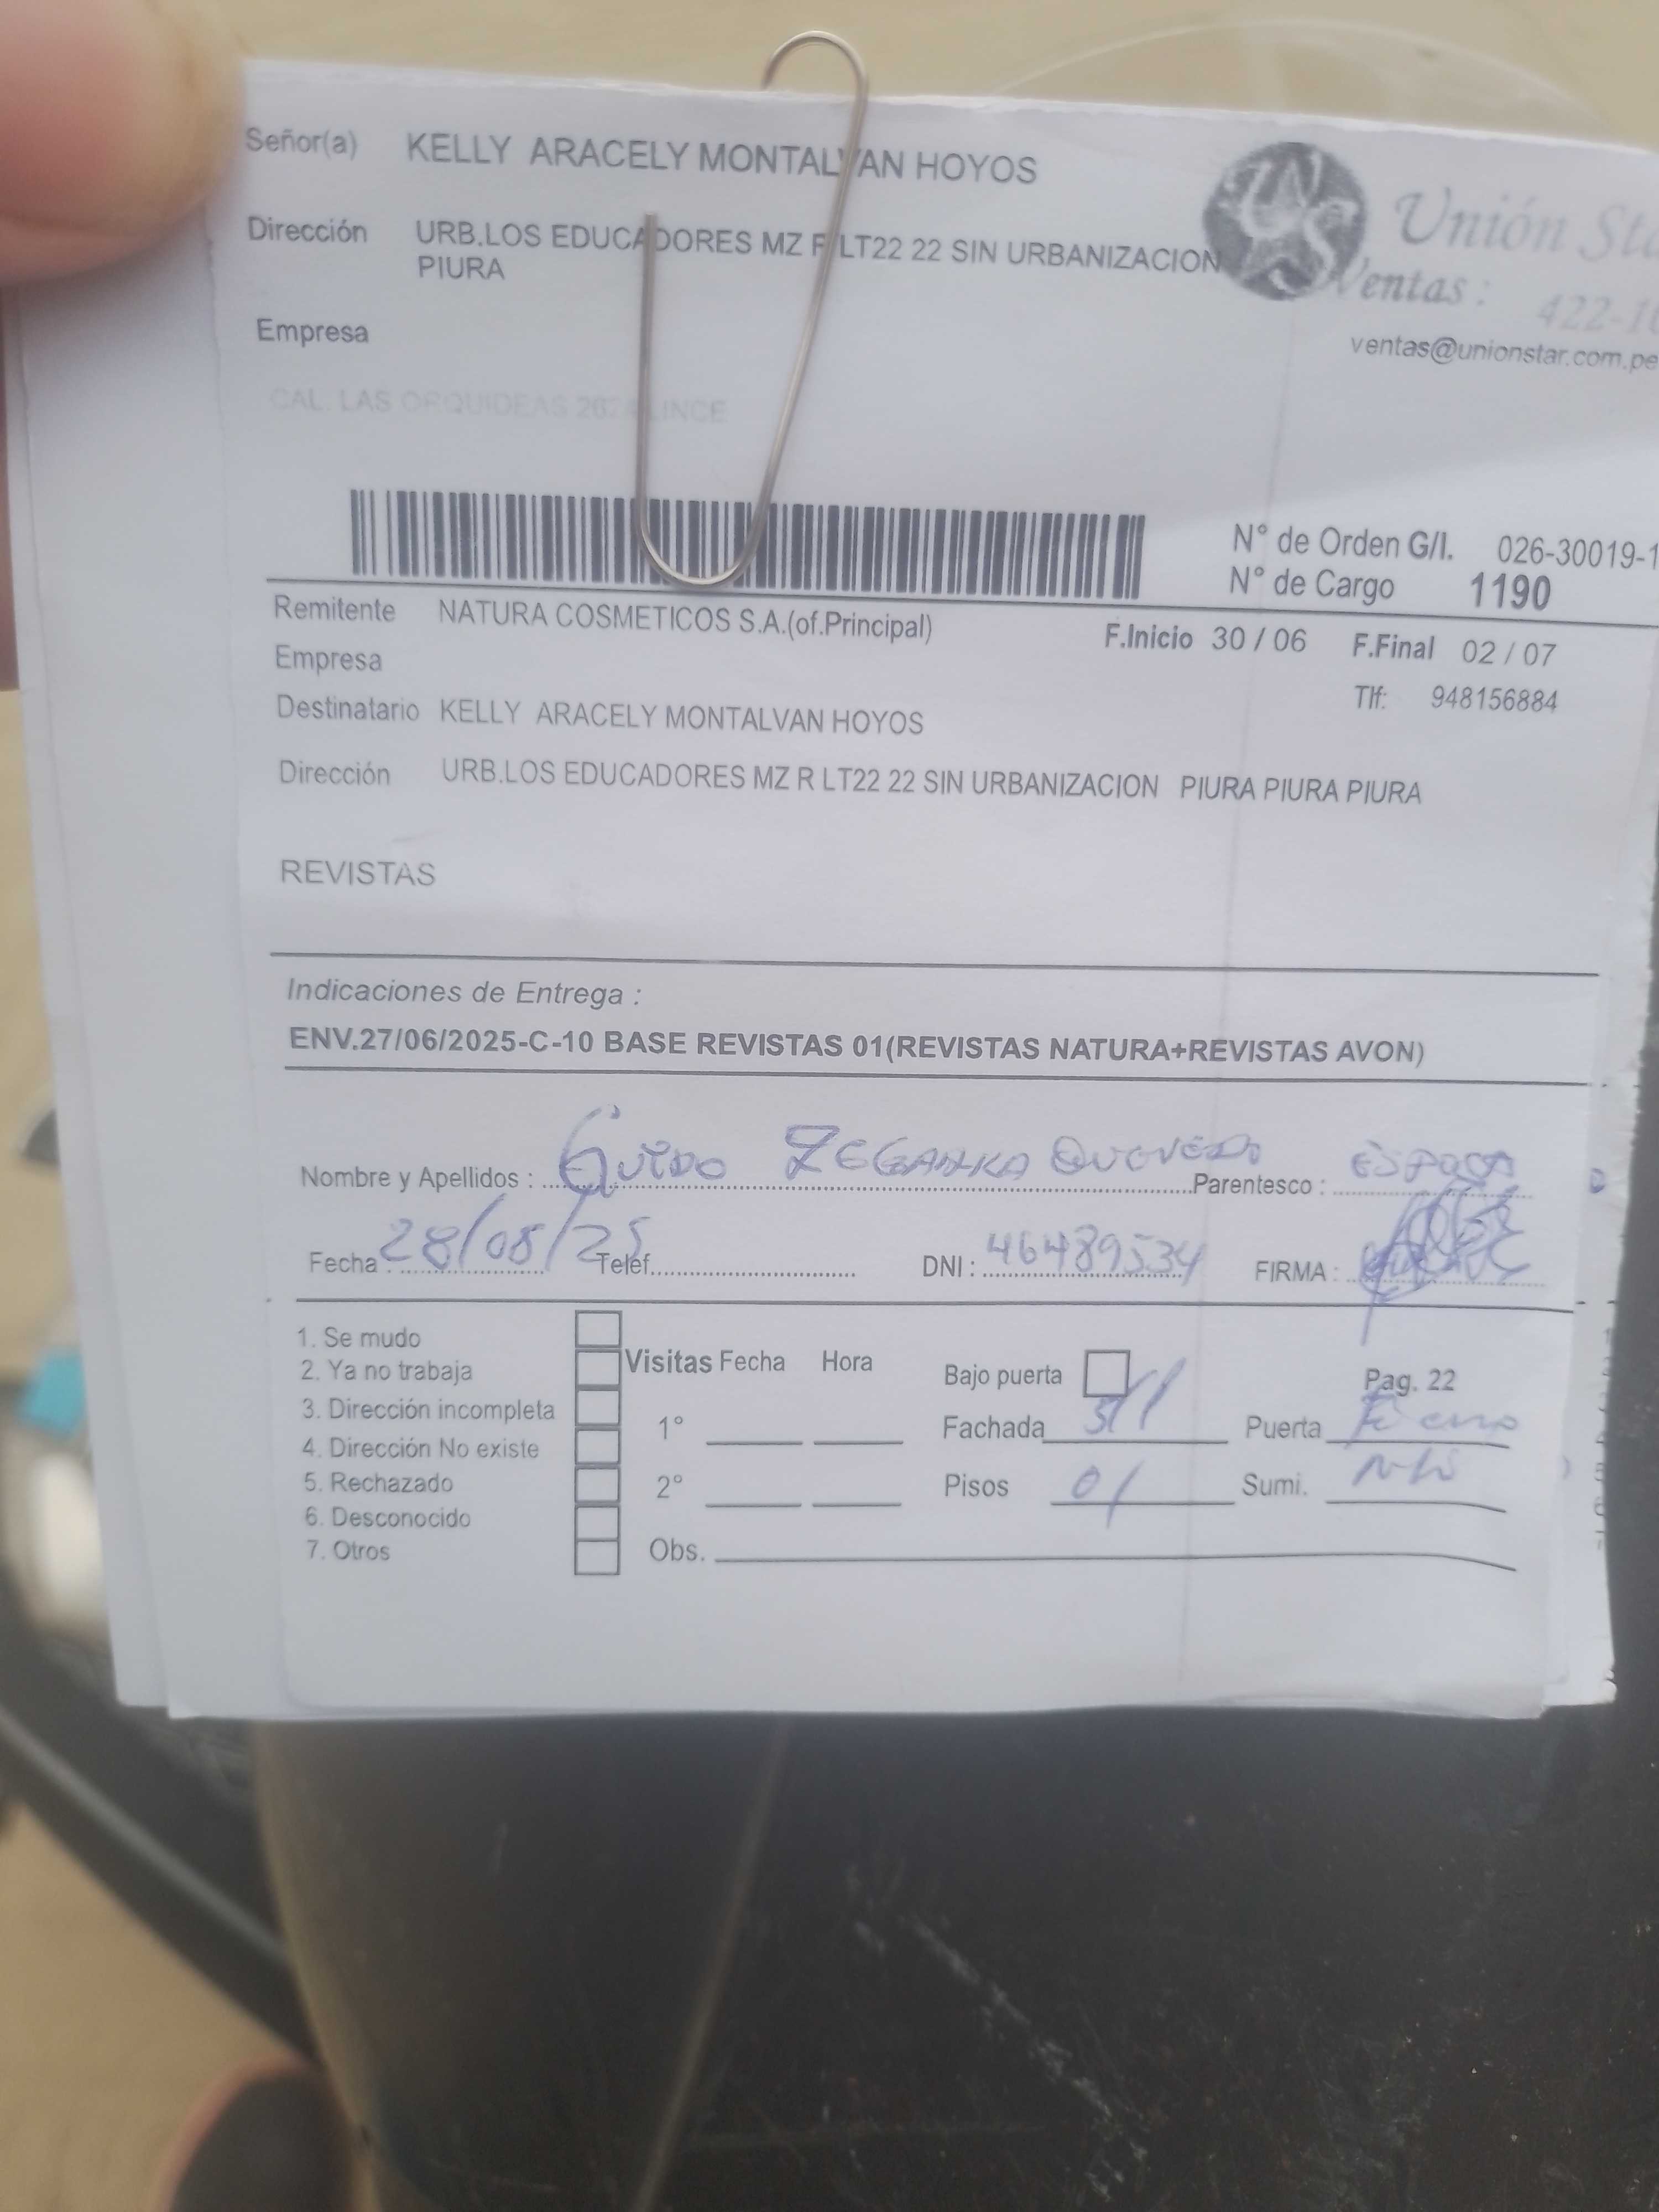 Señor(a) KELLY ARACELY MONTALVAN HOYOS
Dirección URB.LOS EDUCADORES MZ R LT22 22 SIN URBANIZACION
PIURA
Unión
Ventas :
ventas@unionstar.com.pe
Empresa
CAL. LAS ORQUIDEAS LINCE
N° de Orden G/I. 026-30019-1
N° de Cargo 1190
Remitente NATURA COSMETICOS S.A.(of.Principal) F.Inicio 30 / 06 F.Final 02 / 07
Empresa
Tlf: 948156884
Destinatario KELLY ARACELY MONTALVAN HOYOS
Dirección URB.LOS EDUCADORES MZ R LT22 22 SIN URBANIZACION PIURA PIURA PIURA
REVISTAS
Indicaciones de Entrega :
ENV.27/06/2025-C-10 BASE REVISTAS 01(REVISTAS NATURA+REVISTAS AVON)
Nombre y Apellidos : Guido Quevedo Parentesco :
Fecha : 28/08/25 Telef. DNI : 46489534 FIRMA :
1. Se mudo
2. Ya no trabaja
3. Dirección incompleta
4. Dirección No existe
5. Rechazado
6. Desconocido
7. Otros
Visitas Fecha Hora
1°
2°
Obs.
Bajo puerta Pag. 22
Fachada Puerta
Pisos 01 Sumi.